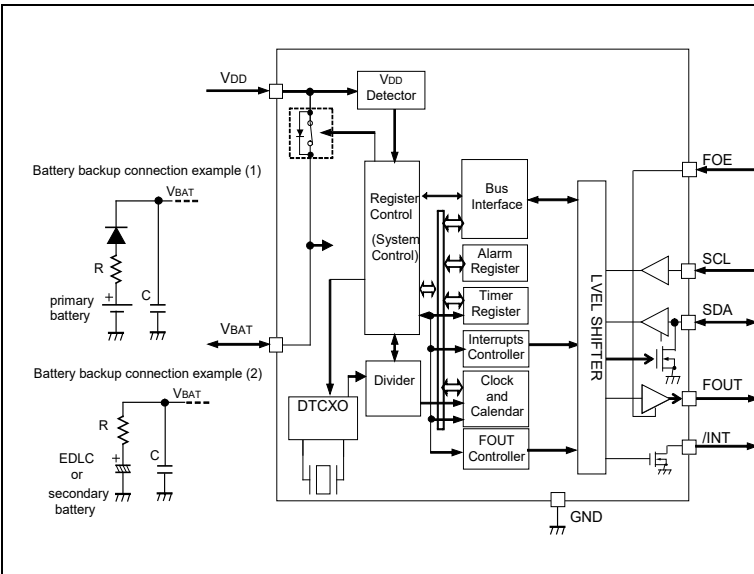 VDD
VDD
Detector
FOE
Battery backup connection example (1)
VBAT
Register
Control
(System
Control)
Bus
Interface
SCL
Alarm
Register
R
+
C
primary
battery
Timer
Register
LVEL SHIFTER
SDA
VBAT
Interrupts
Controller
Battery backup connection example (2)
Divider
Clock
and
Calendar
FOUT
VBAT
DTCXO
R
+
C
EDLC
or
secondary
battery
FOUT
Controller
/INT
GND